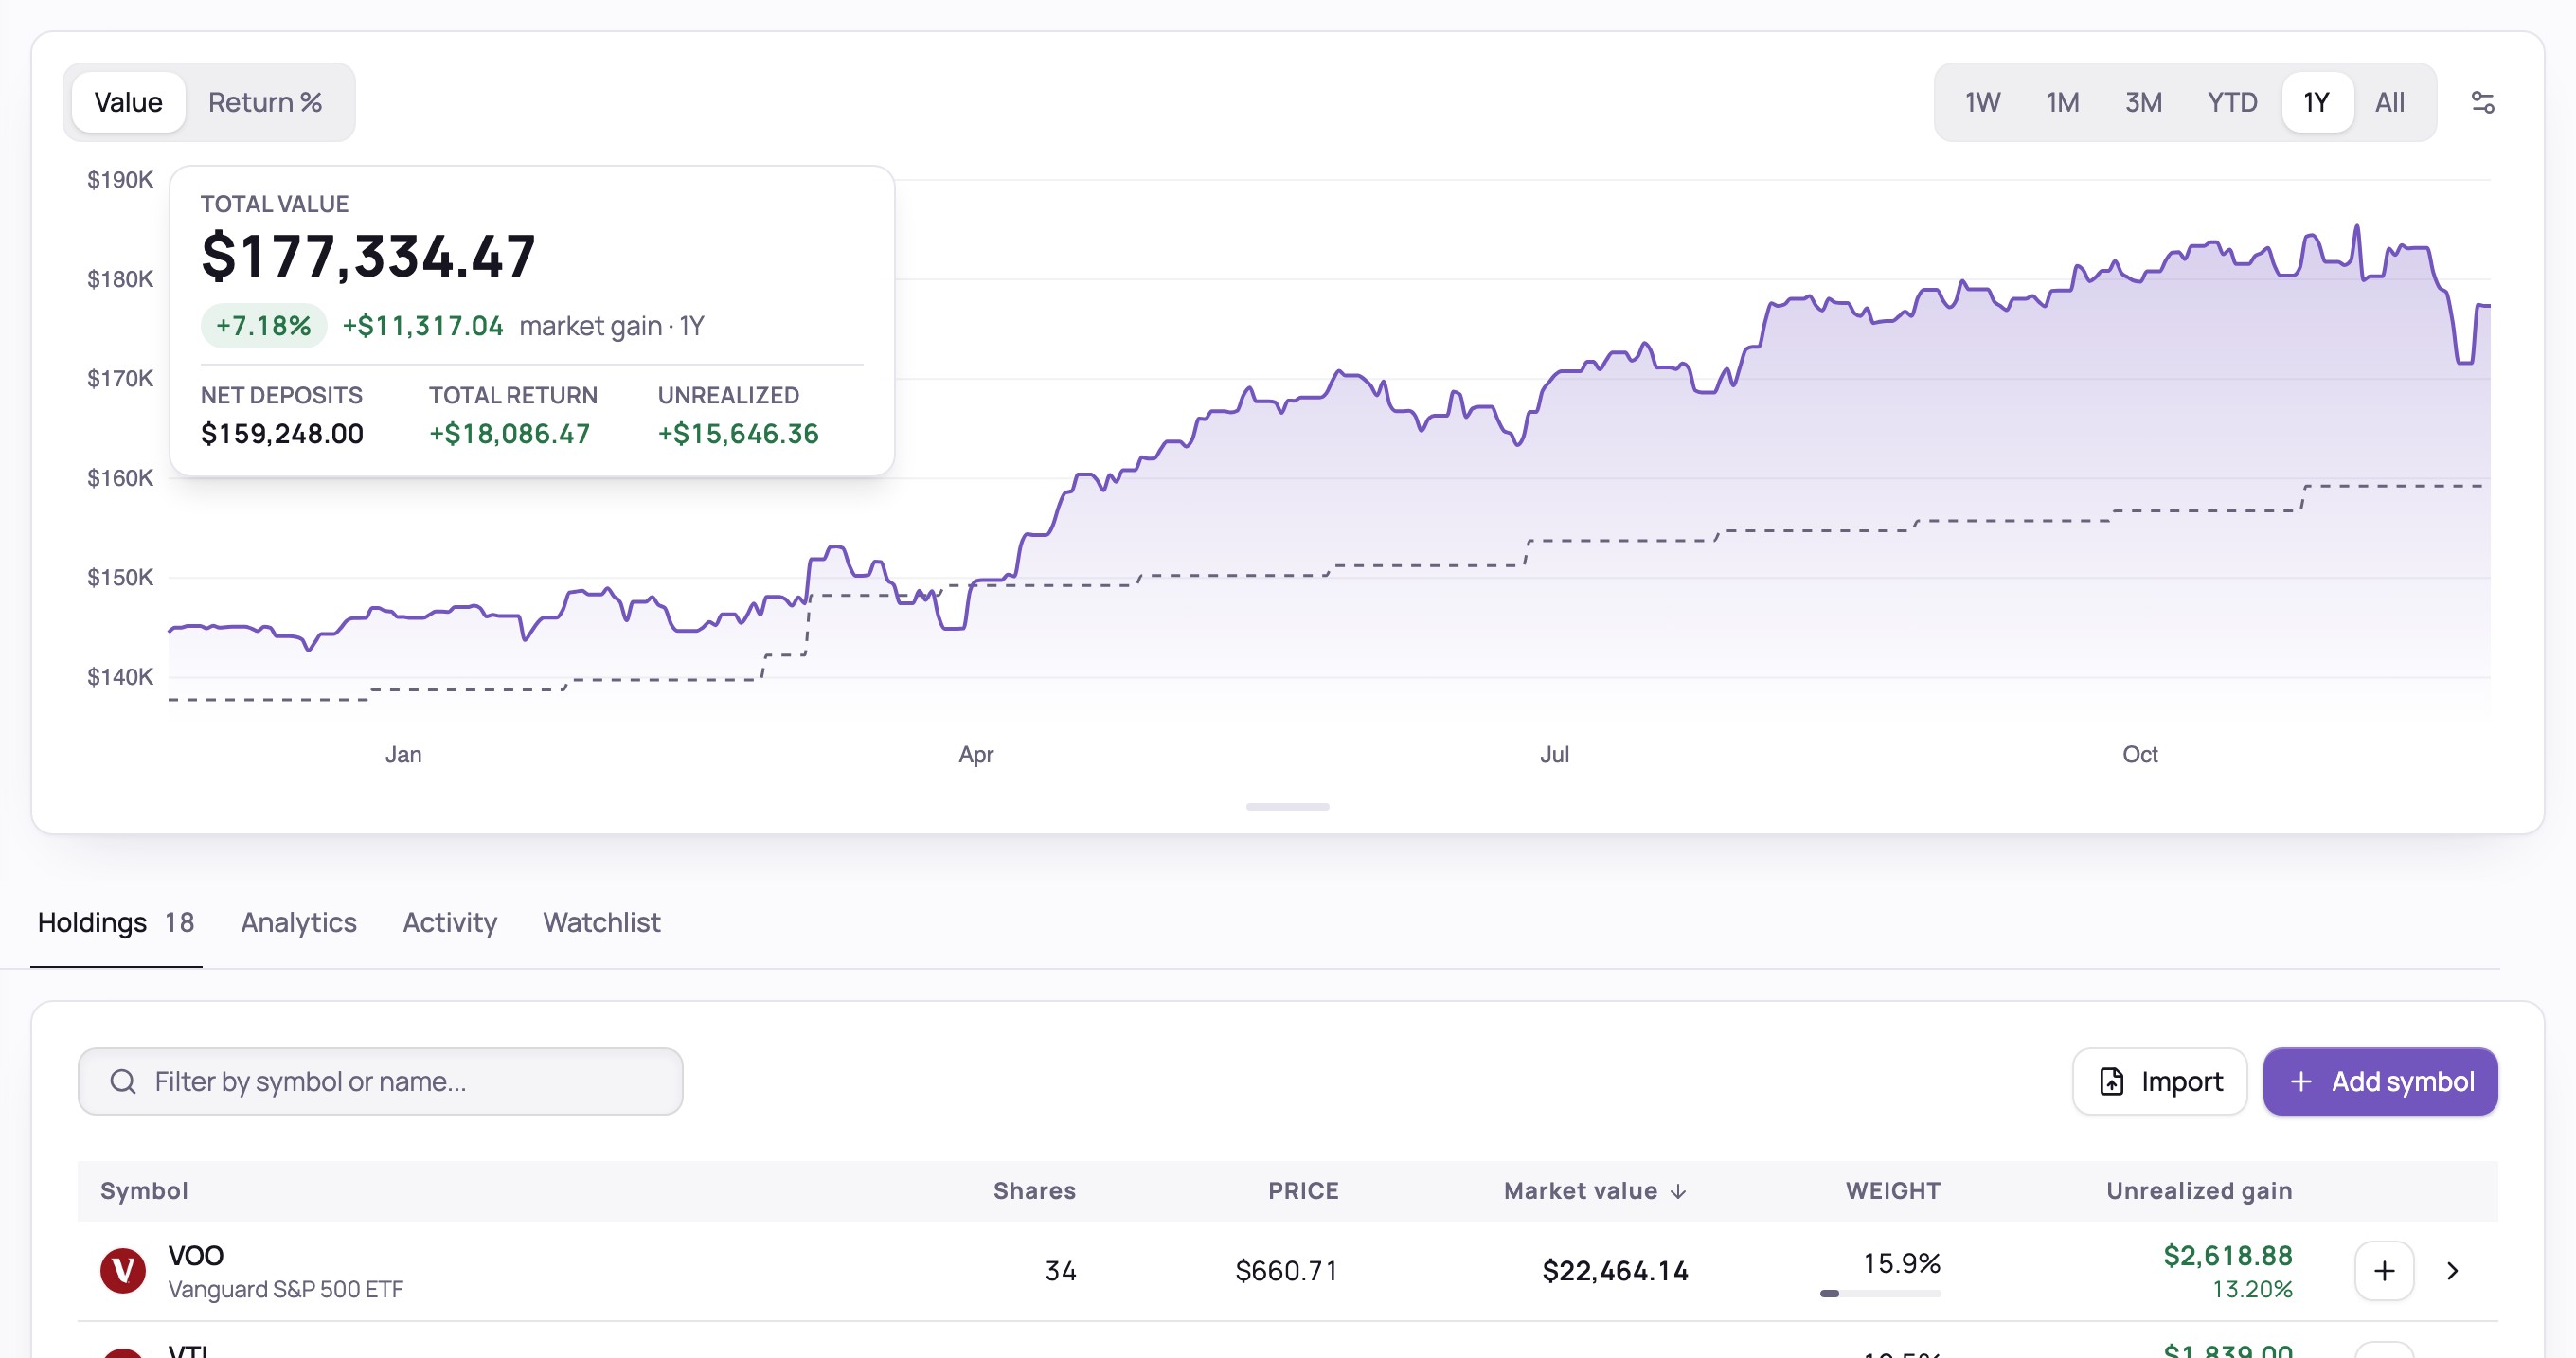 Value Return %
1W 1M 3M YTD 1Y All
$190K
$180K
$170K
$160K
$150K
$140K
TOTAL VALUE
$177,334.47
+7.18% +$11,317.04 market gain · 1Y
NET DEPOSITS TOTAL RETURN UNREALIZED
$159,248.00 +$18,086.47 +$15,646.36
Jan Apr Jul Oct
Holdings 18 Analytics Activity Watchlist
Filter by symbol or name...
Import + Add symbol
Symbol Shares PRICE Market value ↓ WEIGHT Unrealized gain
VOO
Vanguard S&P 500 ETF
34 $660.71 $22,464.14 15.9% $2,618.88
13.20%
VTI $1,839.00